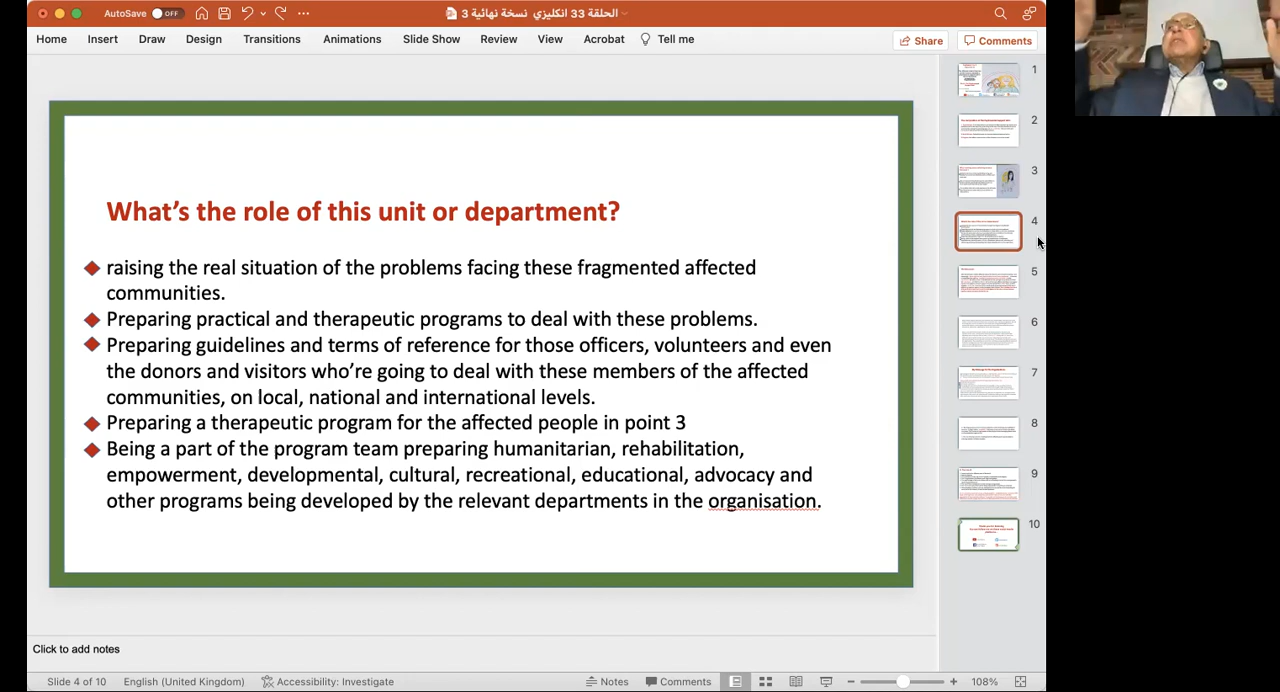 AutoSave OFF
الحلقة 33 انكليزي نسخة نهائية 3
Home Insert Draw Design Transitions Animations Show Review View Acrobat Tell me
Share Comments
What's the role of this unit or department?
raising the real situation of the problems facing these fragmented affected
communities.
Preparing practical and therapeutic programs to deal with these problems.
Preparing guideline and terms of reference for those officers, volunteers and even
the donors and visitors who're going to deal with these members of the affected
communities, on local, national and international levels.
Preparing a therapeutic program for the affected people in point 3
Being a part of the program team preparing humanitarian, rehabilitation,
empowerment, developmental, cultural, recreational, educational, advocacy and
other programs being developed by the relevant departments in the organisation.
1
2
3
4
5
6
7
8
9
10
Click to add notes
Slide 4 of 10 English (United Kingdom) Accessibility: Investigate Notes Comments 108%